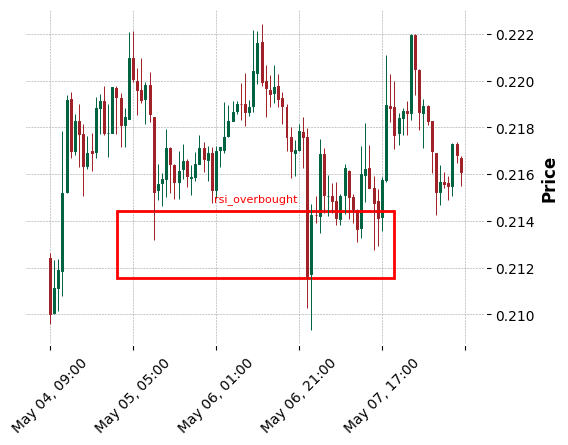 0.222
0.220
0.218
0.216
0.214
0.212
0.210
Price
rsi_overbought
May 04, 09:00
May 05, 05:00
May 06, 01:00
May 06, 21:00
May 07, 17:00